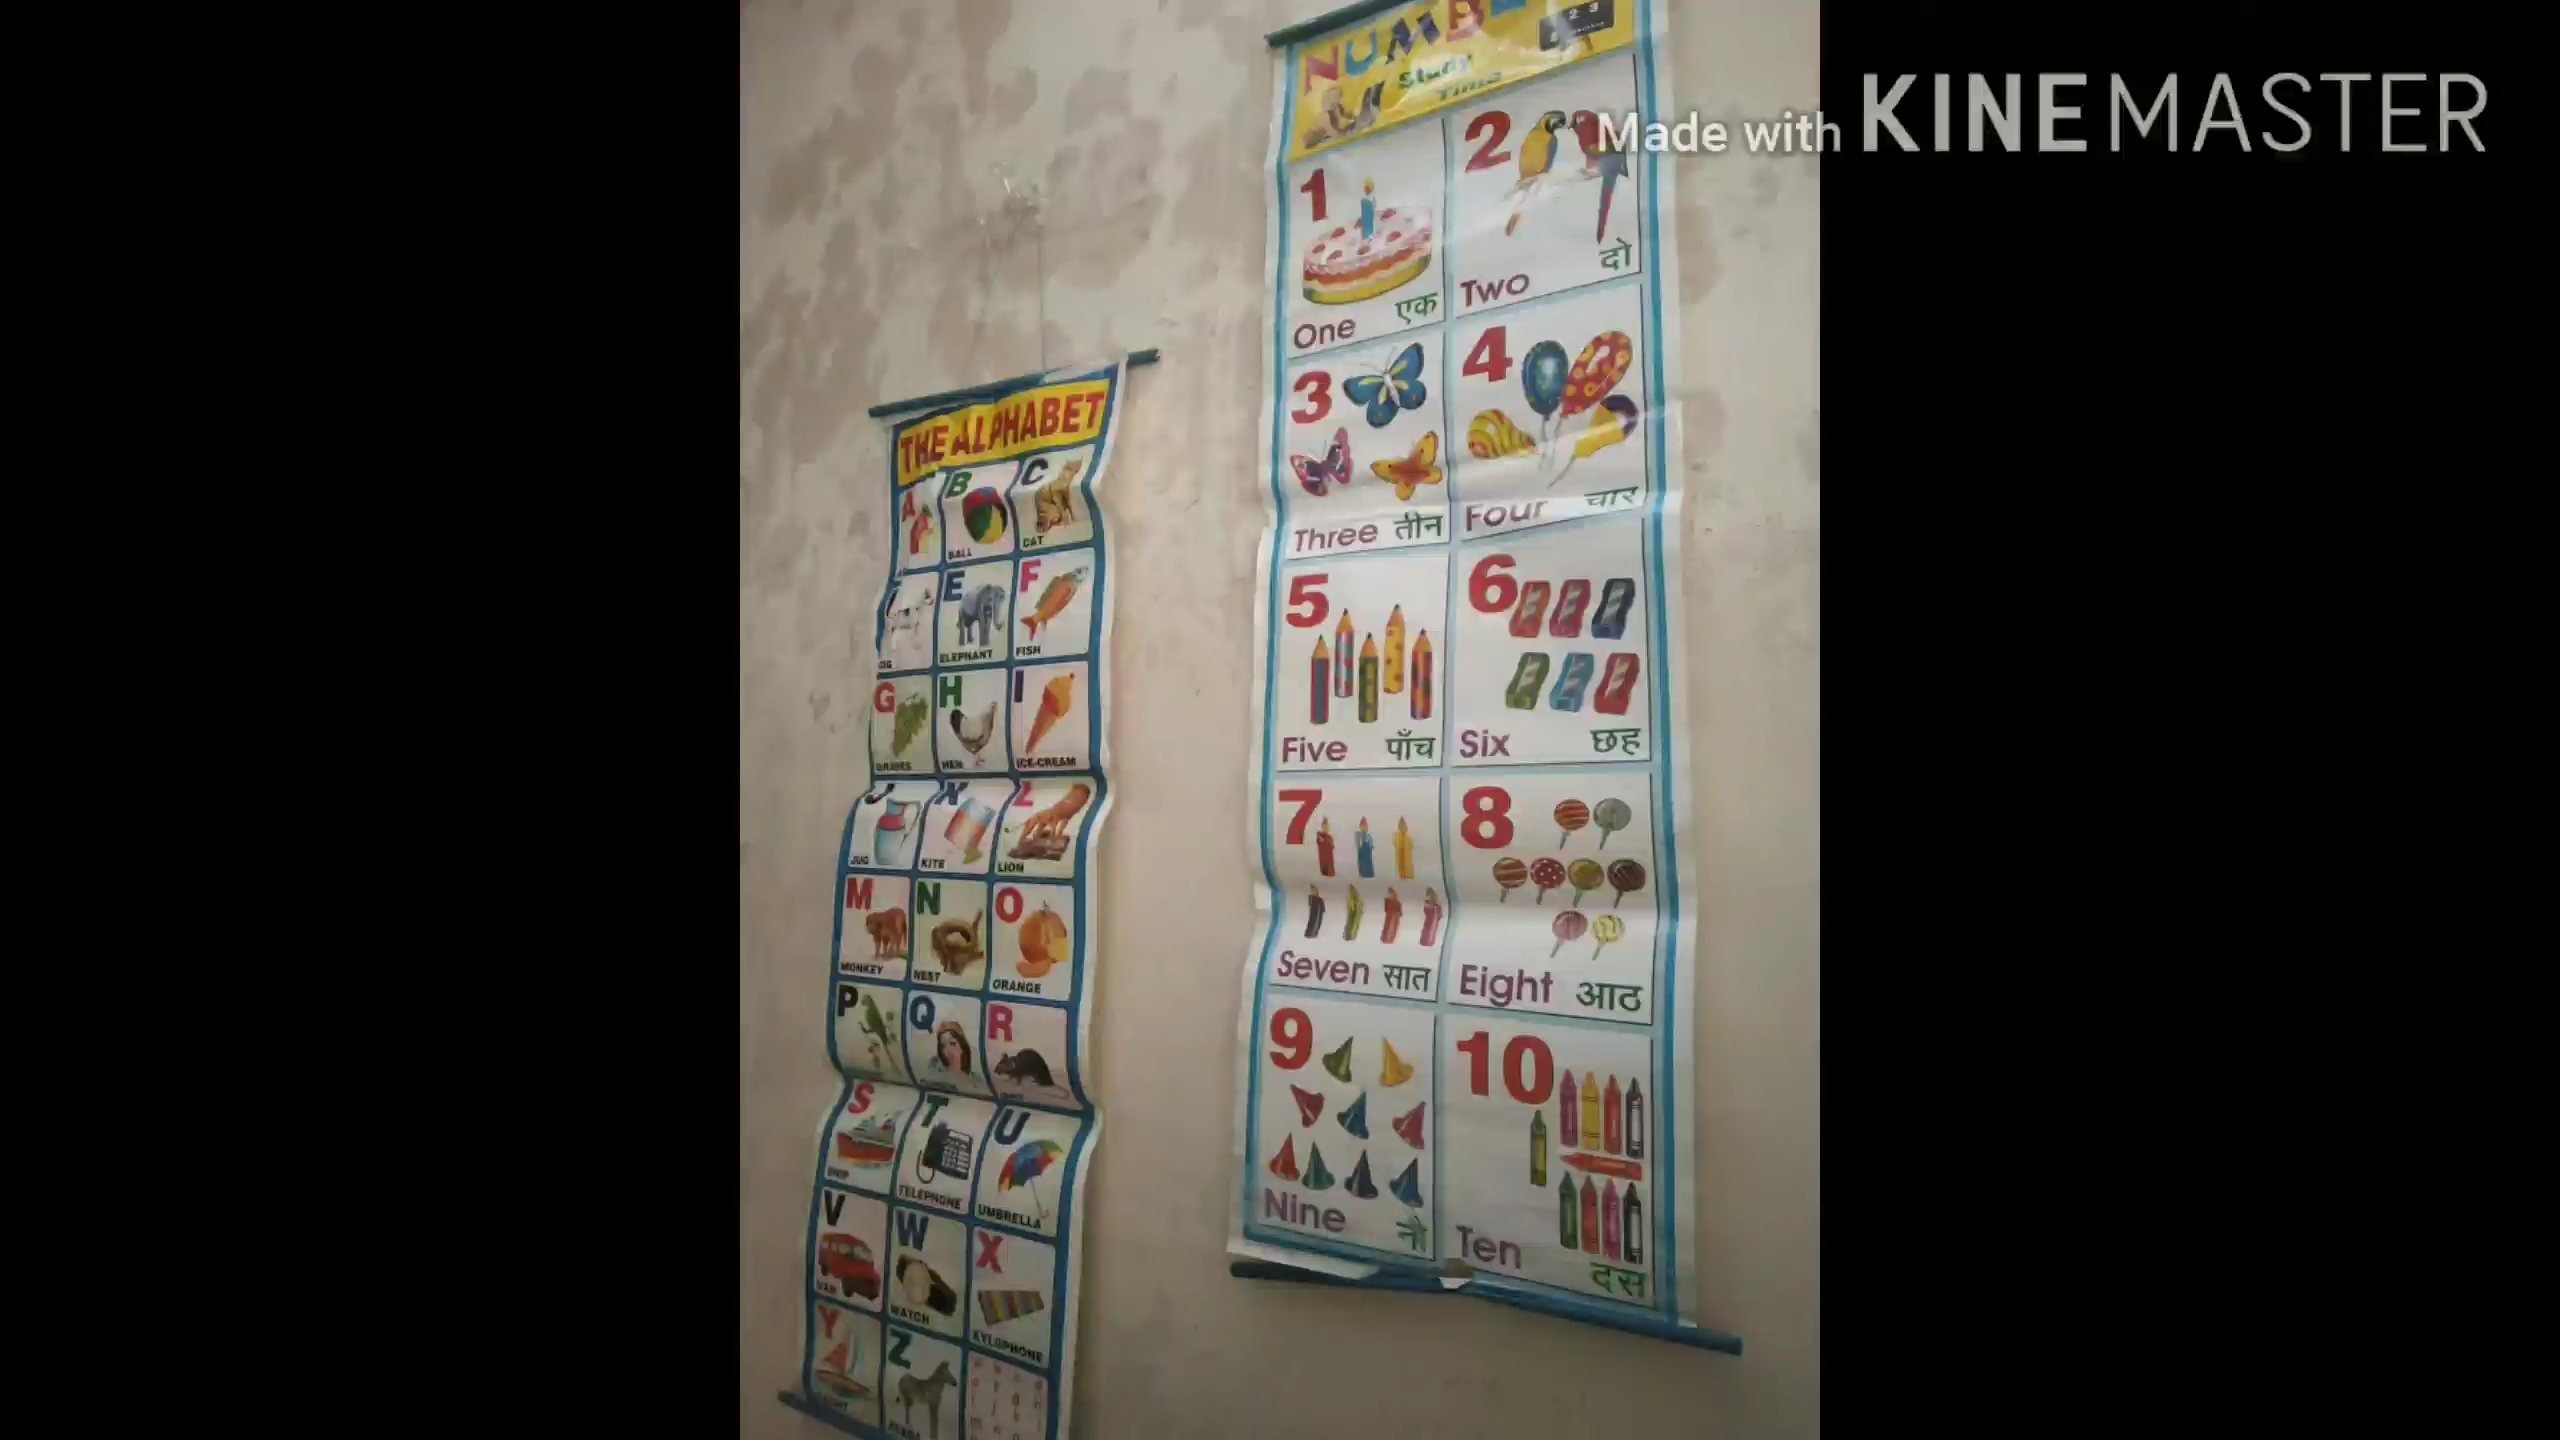 Made with KINEMASTER
THE ALPHABET
A B C
BALL CAT
E F
ELEPHANT FISH
G H I
GRAPES HEN ICE-CREAM
J K L
JUG KITE LION
M N O
MONKEY NEST ORANGE
P Q R
S T U
SHIP TELEPHONE UMBRELLA
V W X
VAN WATCH XYLOPHONE
Y Z
Study
Time
1 2
One एक Two दो
3 4
Three तीन Four चार
5 6
Five पाँच Six छह
7 8
Seven सात Eight आठ
9 10
Nine नौ Ten दस